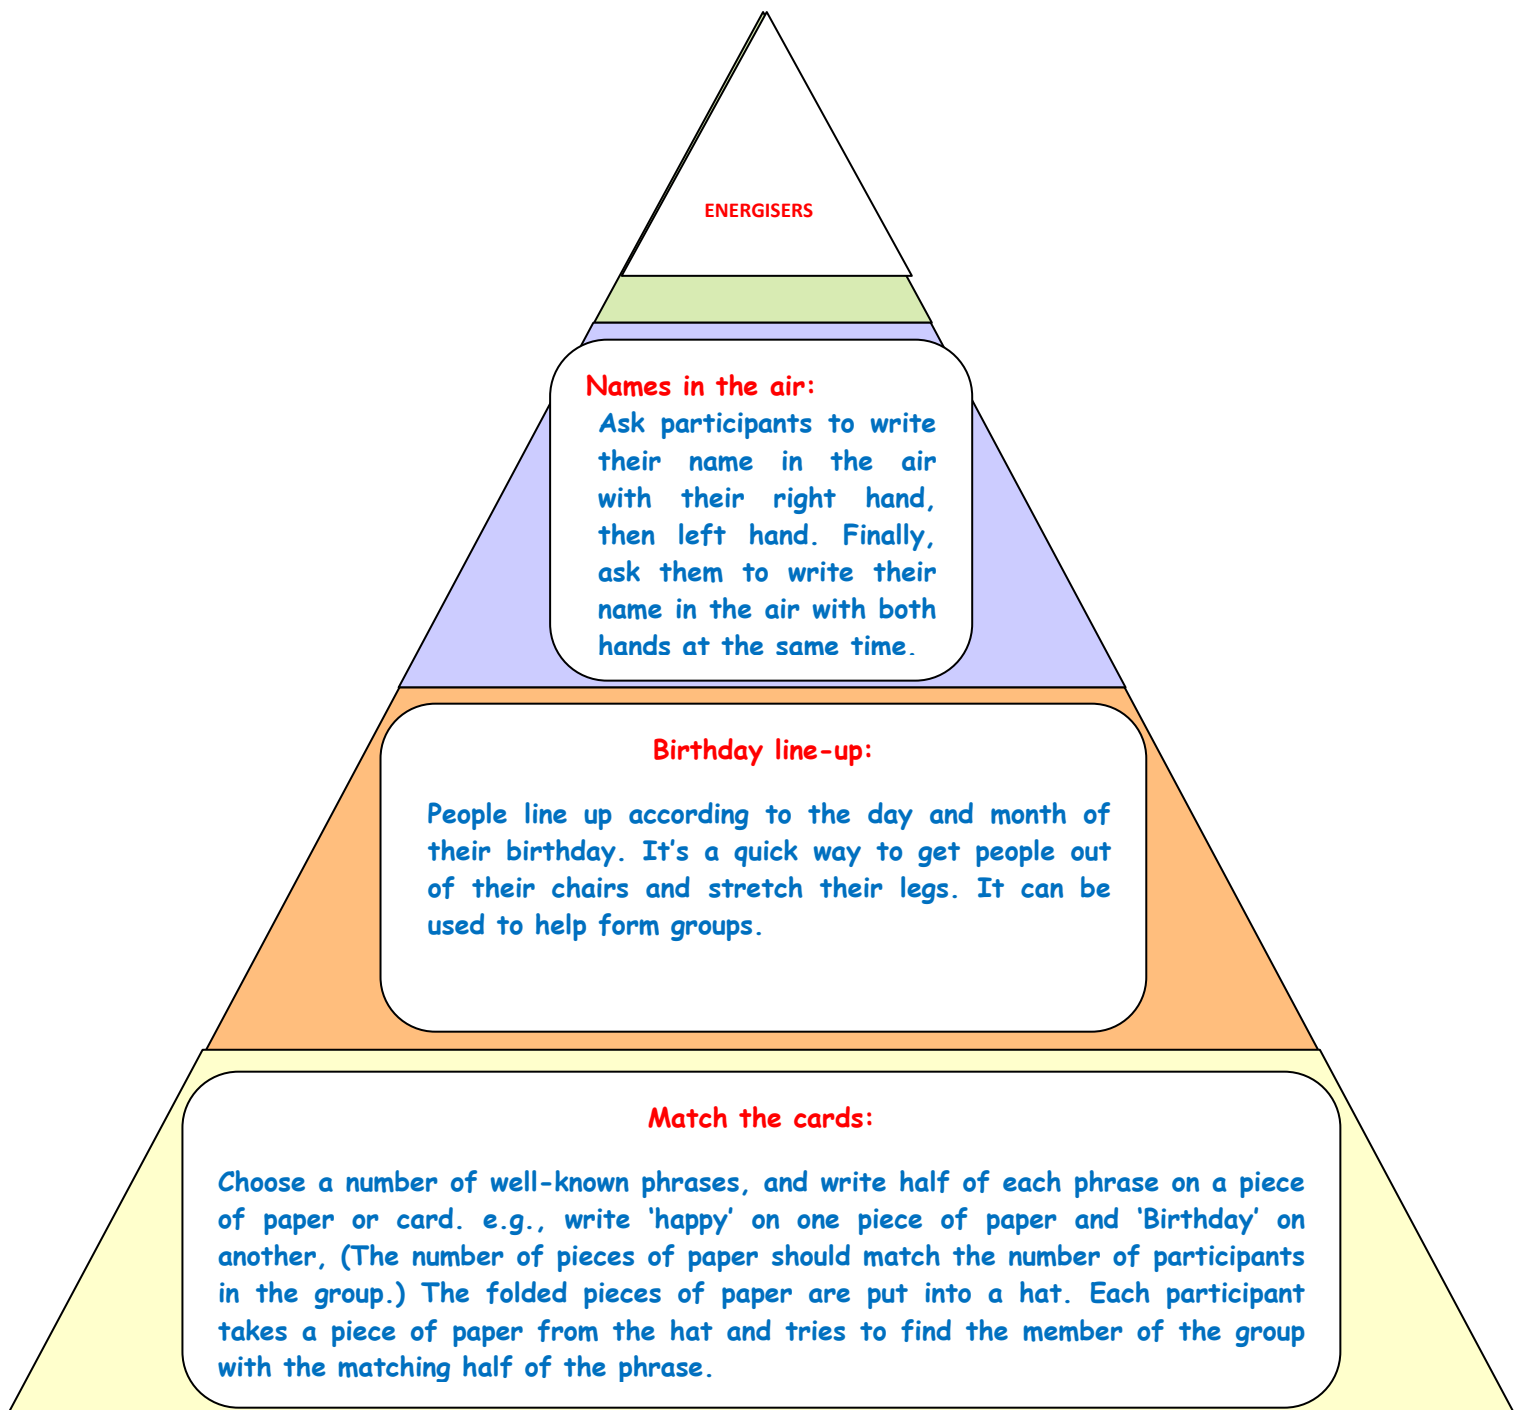 ENERGISERS
Names in the air:
Ask participants to write
their name in the air
with their right hand,
then left hand. Finally,
ask them to write their
name in the air with both
hands at the same time.
Birthday line-up:
People line up according to the day and month of
their birthday. It's a quick way to get people out
of their chairs and stretch their legs. It can be
used to help form groups.
Match the cards:
Choose a number of well-known phrases, and write half of each phrase on a piece
of paper or card. e.g., write ‘happy’ on one piece of paper and ‘Birthday’ on
another, (The number of pieces of paper should match the number of participants
in the group.) The folded pieces of paper are put into a hat. Each participant
takes a piece of paper from the hat and tries to find the member of the group
with the matching half of the phrase.